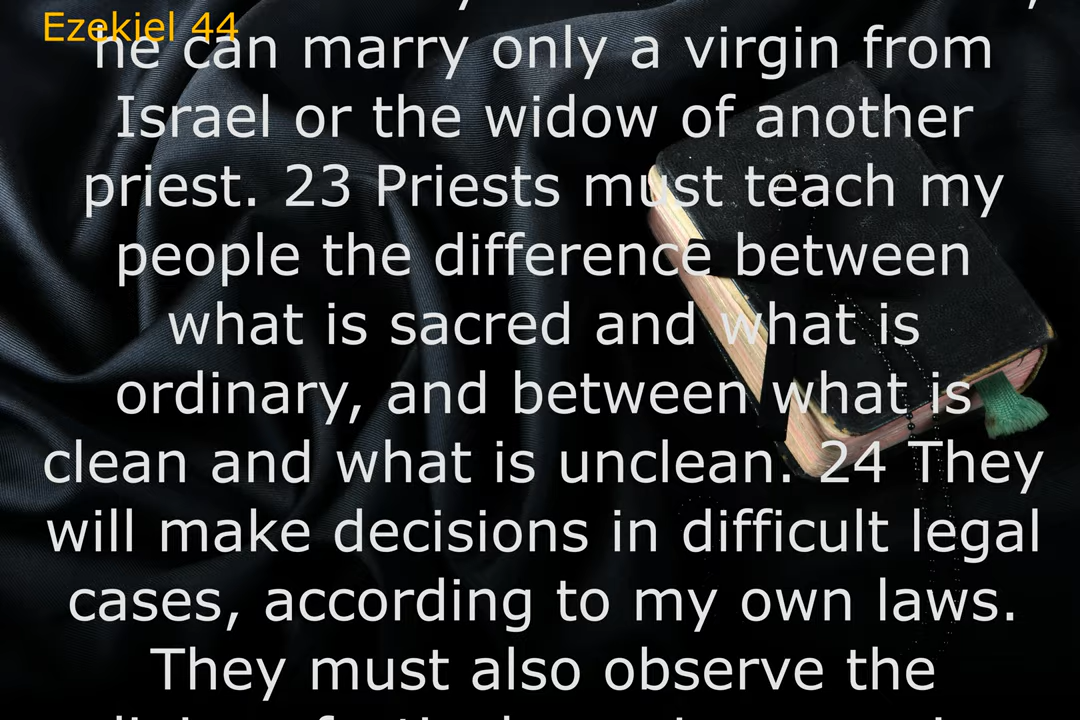 Ezekiel 44
he can marry only a virgin from
Israel or the widow of another
priest. 23 Priests must teach my
people the difference between
what is sacred and what is
ordinary, and between what is
clean and what is unclean. 24 They
will make decisions in difficult legal
cases, according to my own laws.
They must also observe the